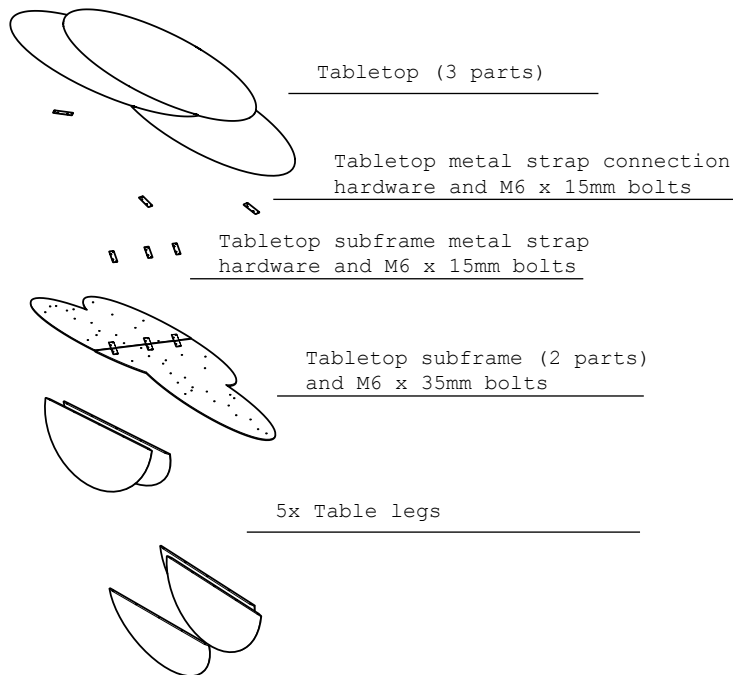 Tabletop (3 parts)
Tabletop metal strap connection
hardware and M6 x 15mm bolts
Tabletop subframe metal strap
hardware and M6 x 15mm bolts
Tabletop subframe (2 parts)
and M6 x 35mm bolts
5x Table legs